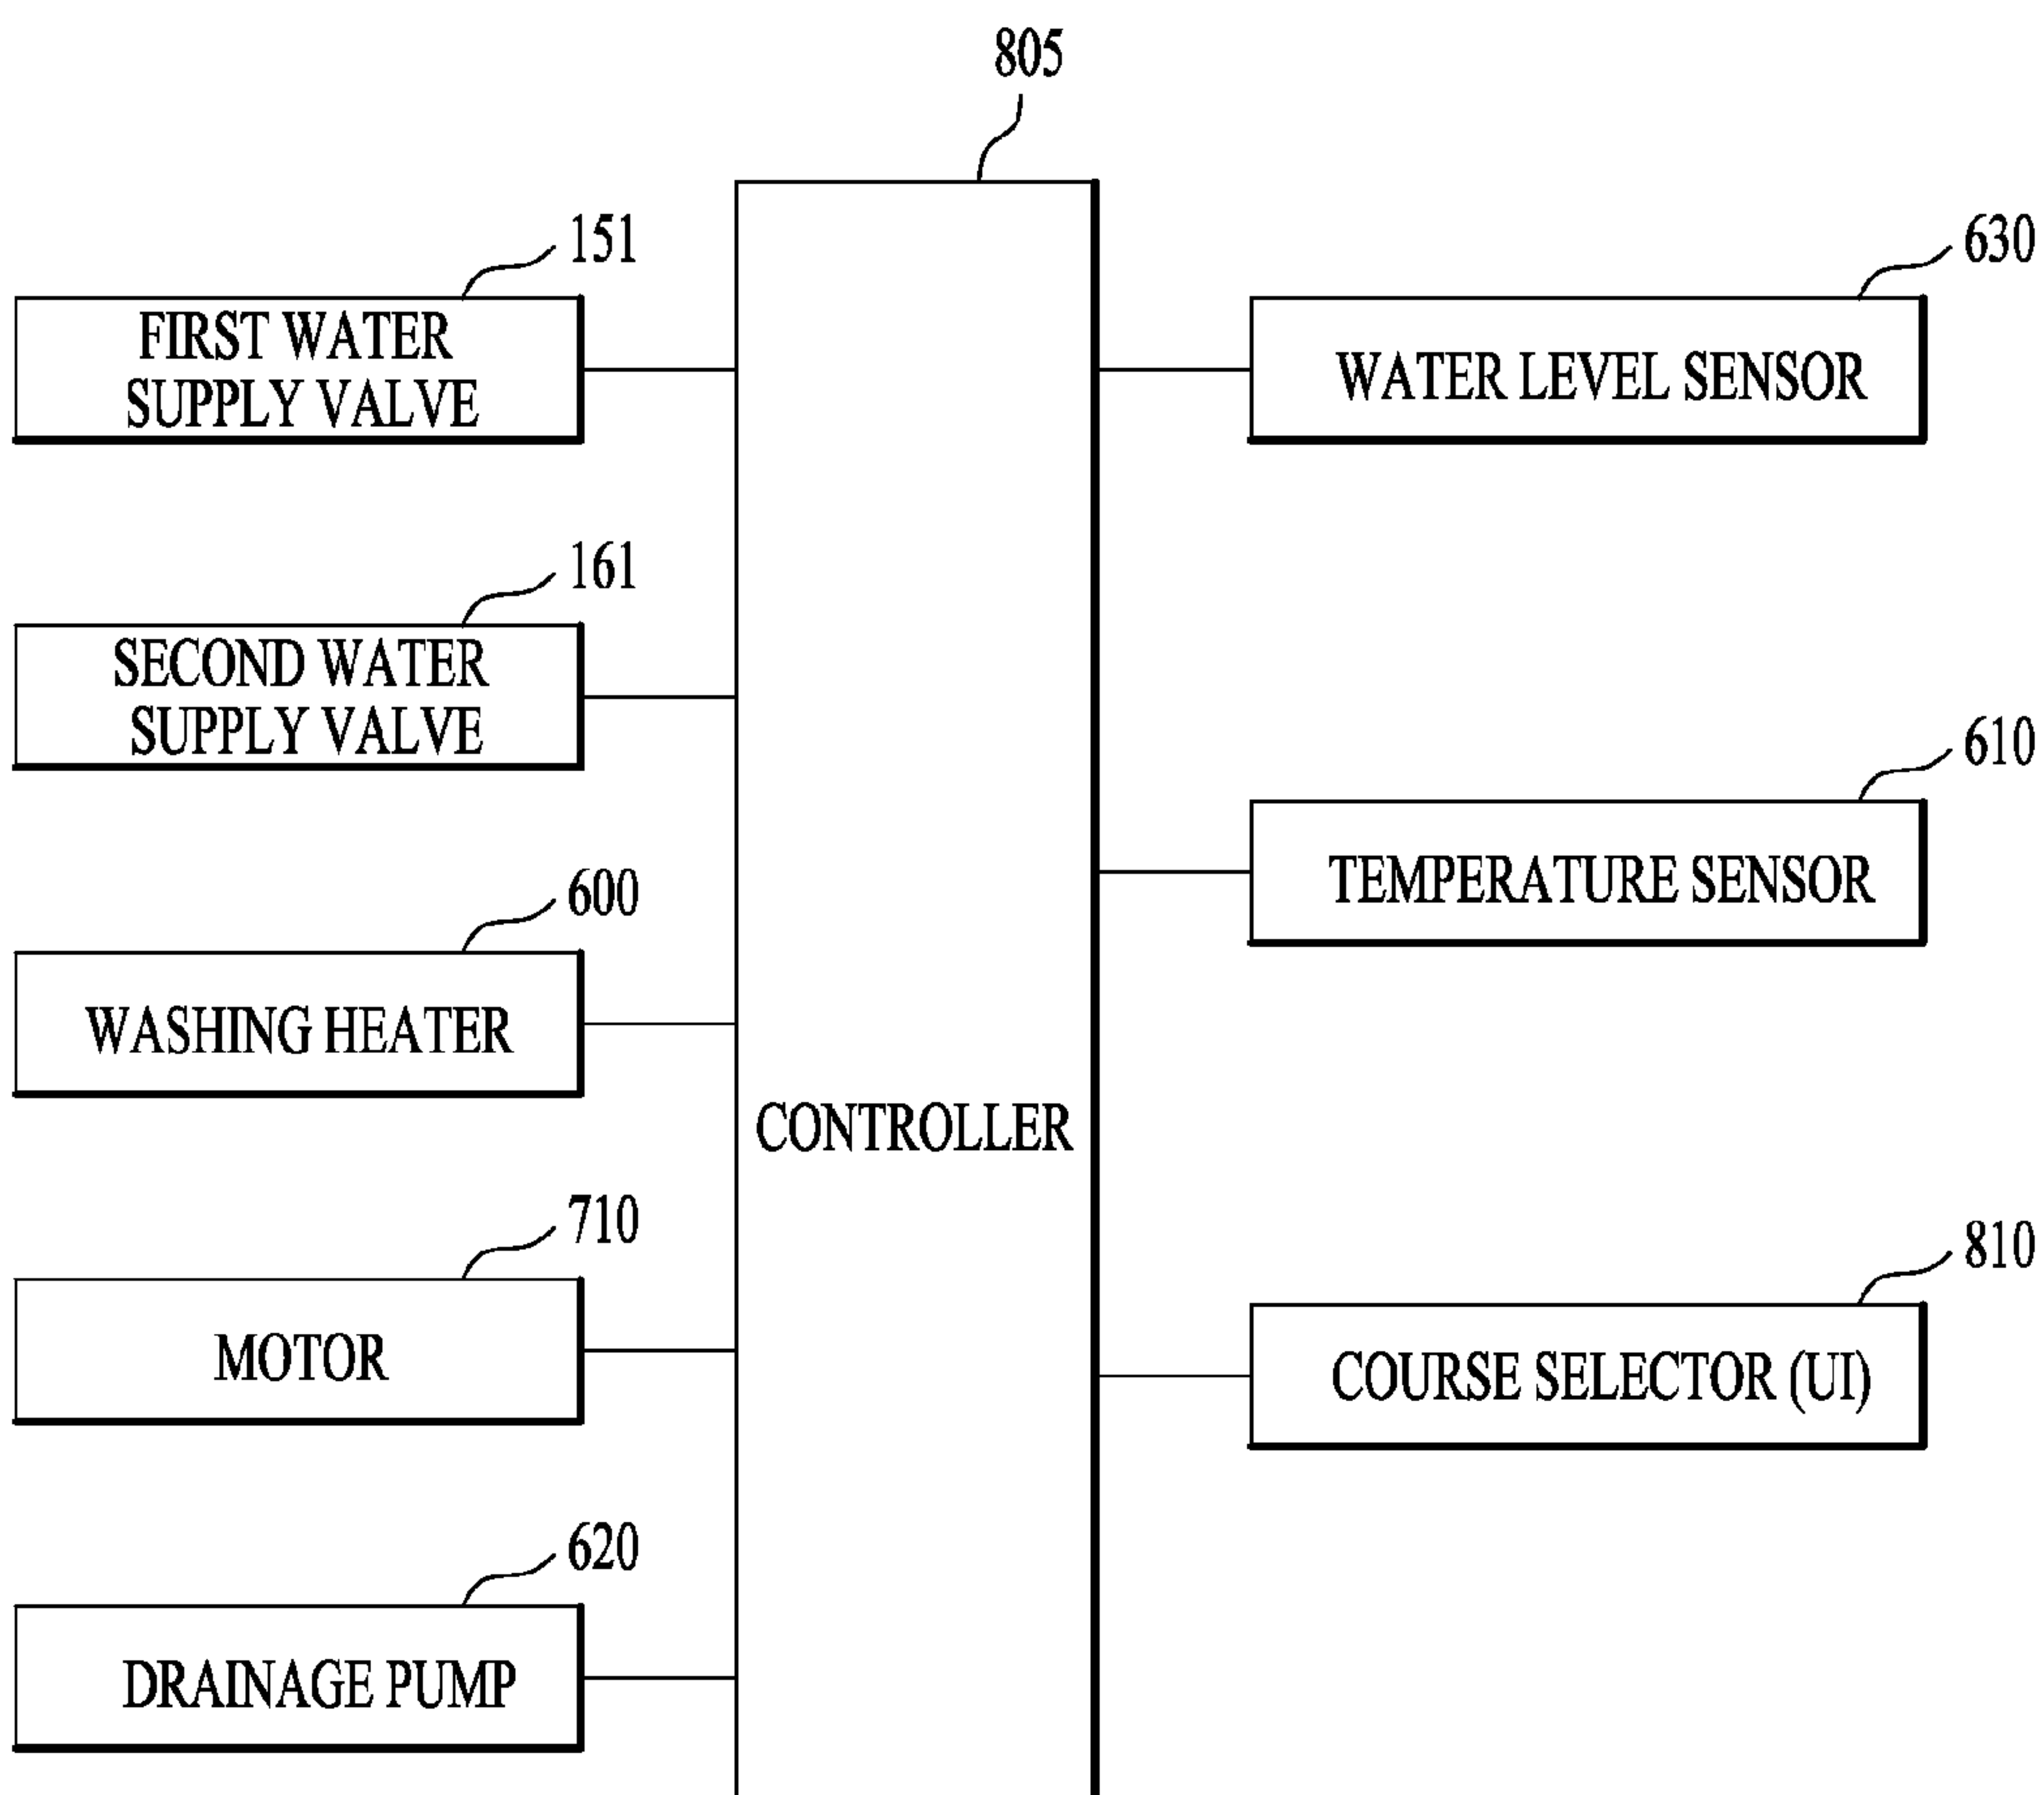 805
151
FIRST WATER
SUPPLY VALVE
161
SECOND WATER
SUPPLY VALVE
600
WASHING HEATER
710
MOTOR
620
DRAINAGE PUMP
CONTROLLER
630
WATER LEVEL SENSOR
610
TEMPERATURE SENSOR
810
COURSE SELECTOR (UI)